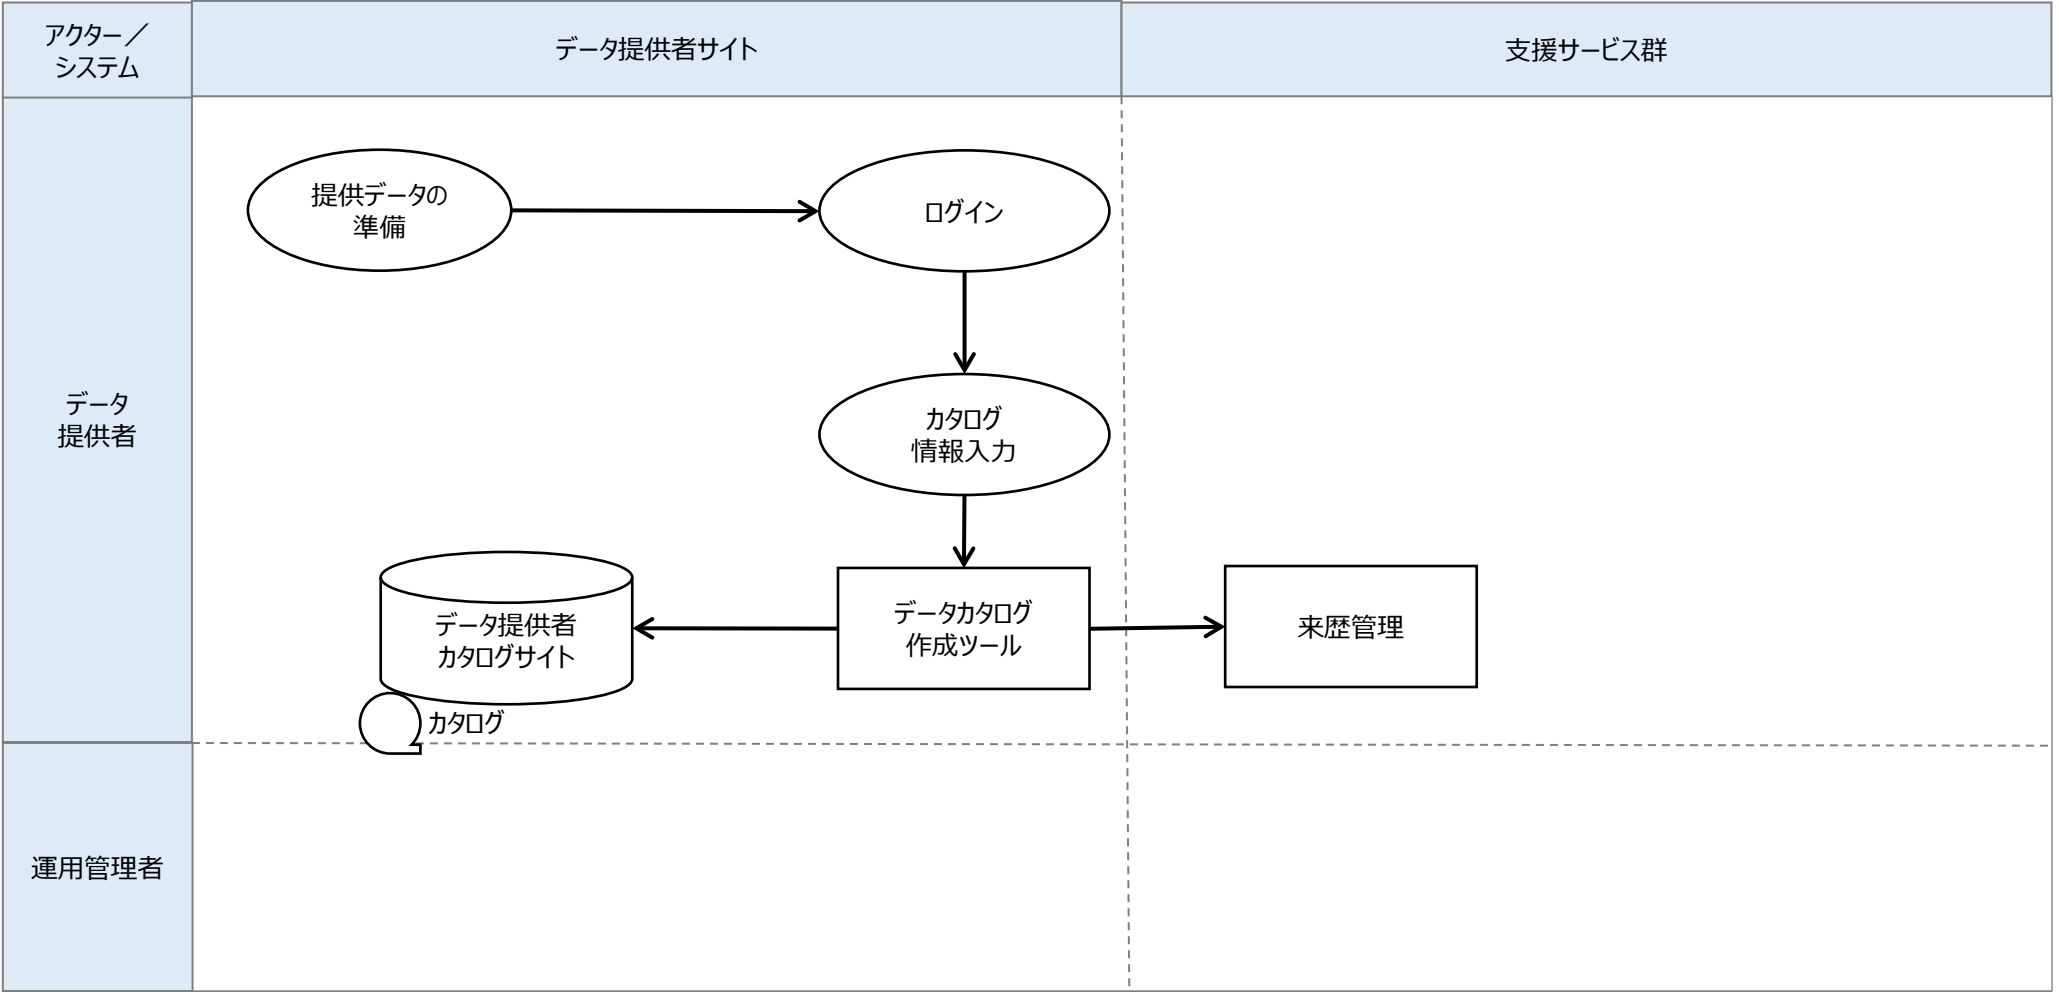 アクター／
システム
データ提供者サイト
支援サービス群
データ
提供者
提供データの
準備
ログイン
カタログ
情報入力
データ提供者
カタログサイト
データカタログ
作成ツール
来歴管理
カタログ
運用管理者